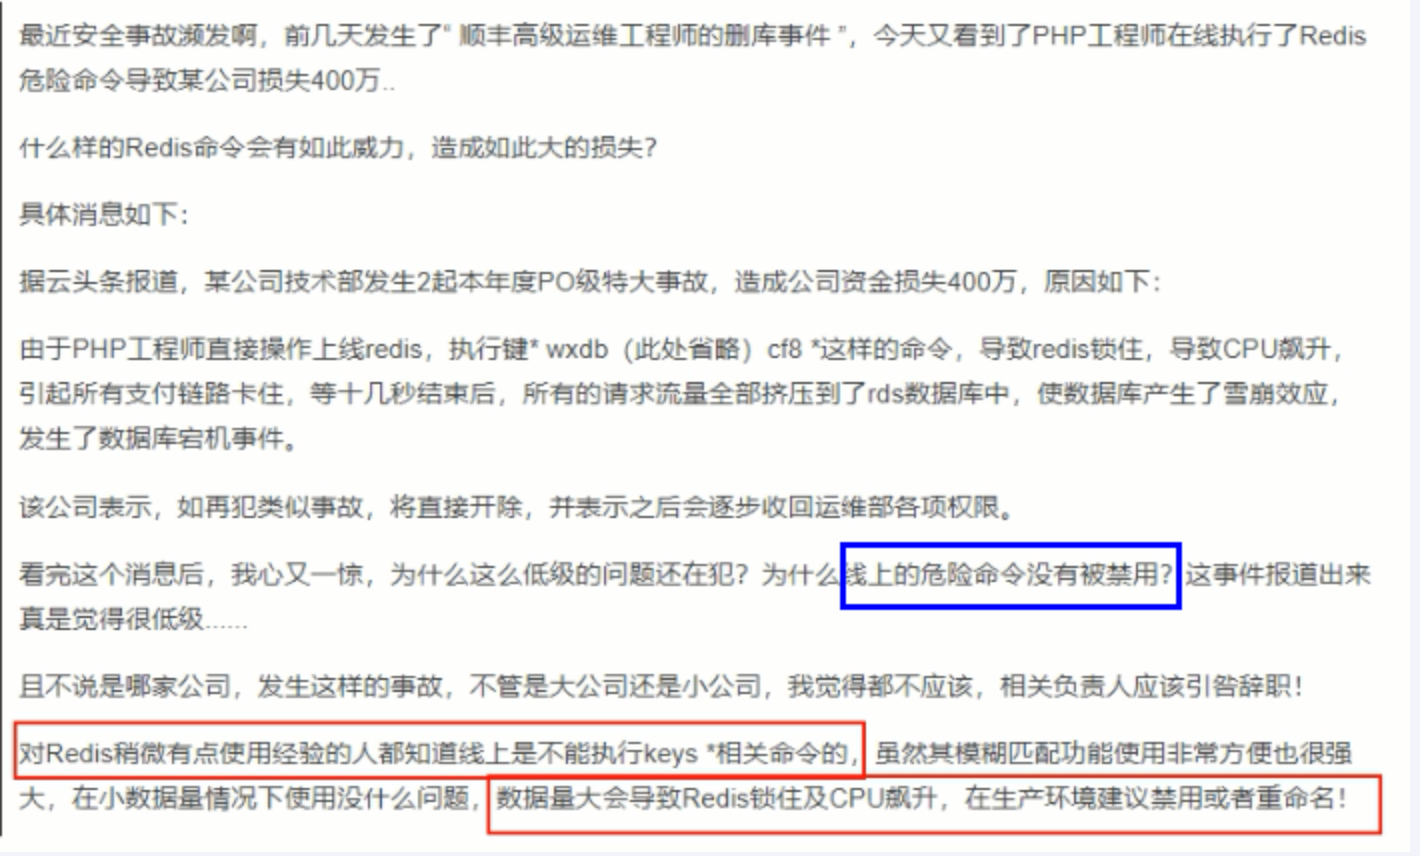 最近安全事故濒发啊，前几天发生了“ 顺丰高级运维工程师的删库事件 ”，今天又看到了PHP工程师在线执行了Redis
危险命令导致某公司损失400万..
什么样的Redis命令会有如此威力，造成如此大的损失？
具体消息如下：
据云头条报道，某公司技术部发生2起本年度PO级特大事故，造成公司资金损失400万，原因如下：
由于PHP工程师直接操作上线redis，执行键* wxdb（此处省略）cf8 *这样的命令，导致redis锁住，导致CPU飙升，
引起所有支付链路卡住，等十几秒结束后，所有的请求流量全部挤压到了rds数据库中，使数据库产生了雪崩效应，
发生了数据库宕机事件。
该公司表示，如再犯类似事故，将直接开除，并表示之后会逐步收回运维部各项权限。
看完这个消息后，我心又一惊，为什么这么低级的问题还在犯？为什么线上的危险命令没有被禁用？这事件报道出来
真是觉得很低级......
且不说是哪家公司，发生这样的事故，不管是大公司还是小公司，我觉得都不应该，相关负责人应该引咎辞职！
对Redis稍微有点使用经验的人都知道线上是不能执行keys *相关命令的，虽然其模糊匹配功能使用非常方便也很强
大，在小数据量情况下使用没什么问题，数据量大会导致Redis锁住及CPU飙升，在生产环境建议禁用或者重命名！